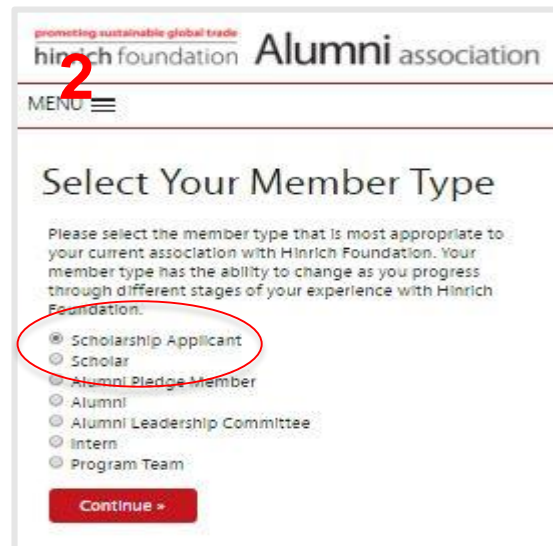 promoting sustainable global trade
hinrich foundation Alumni association
2
MENU
Select Your Member Type
Please select the member type that is most appropriate to
your current association with Hinrich Foundation. Your
member type has the ability to change as you progress
through different stages of your experience with Hinrich
Foundation.
Scholarship Applicant
Scholar
Alumni Pledge Member
Alumni
Alumni Leadership Committee
Intern
Program Team
Continue »